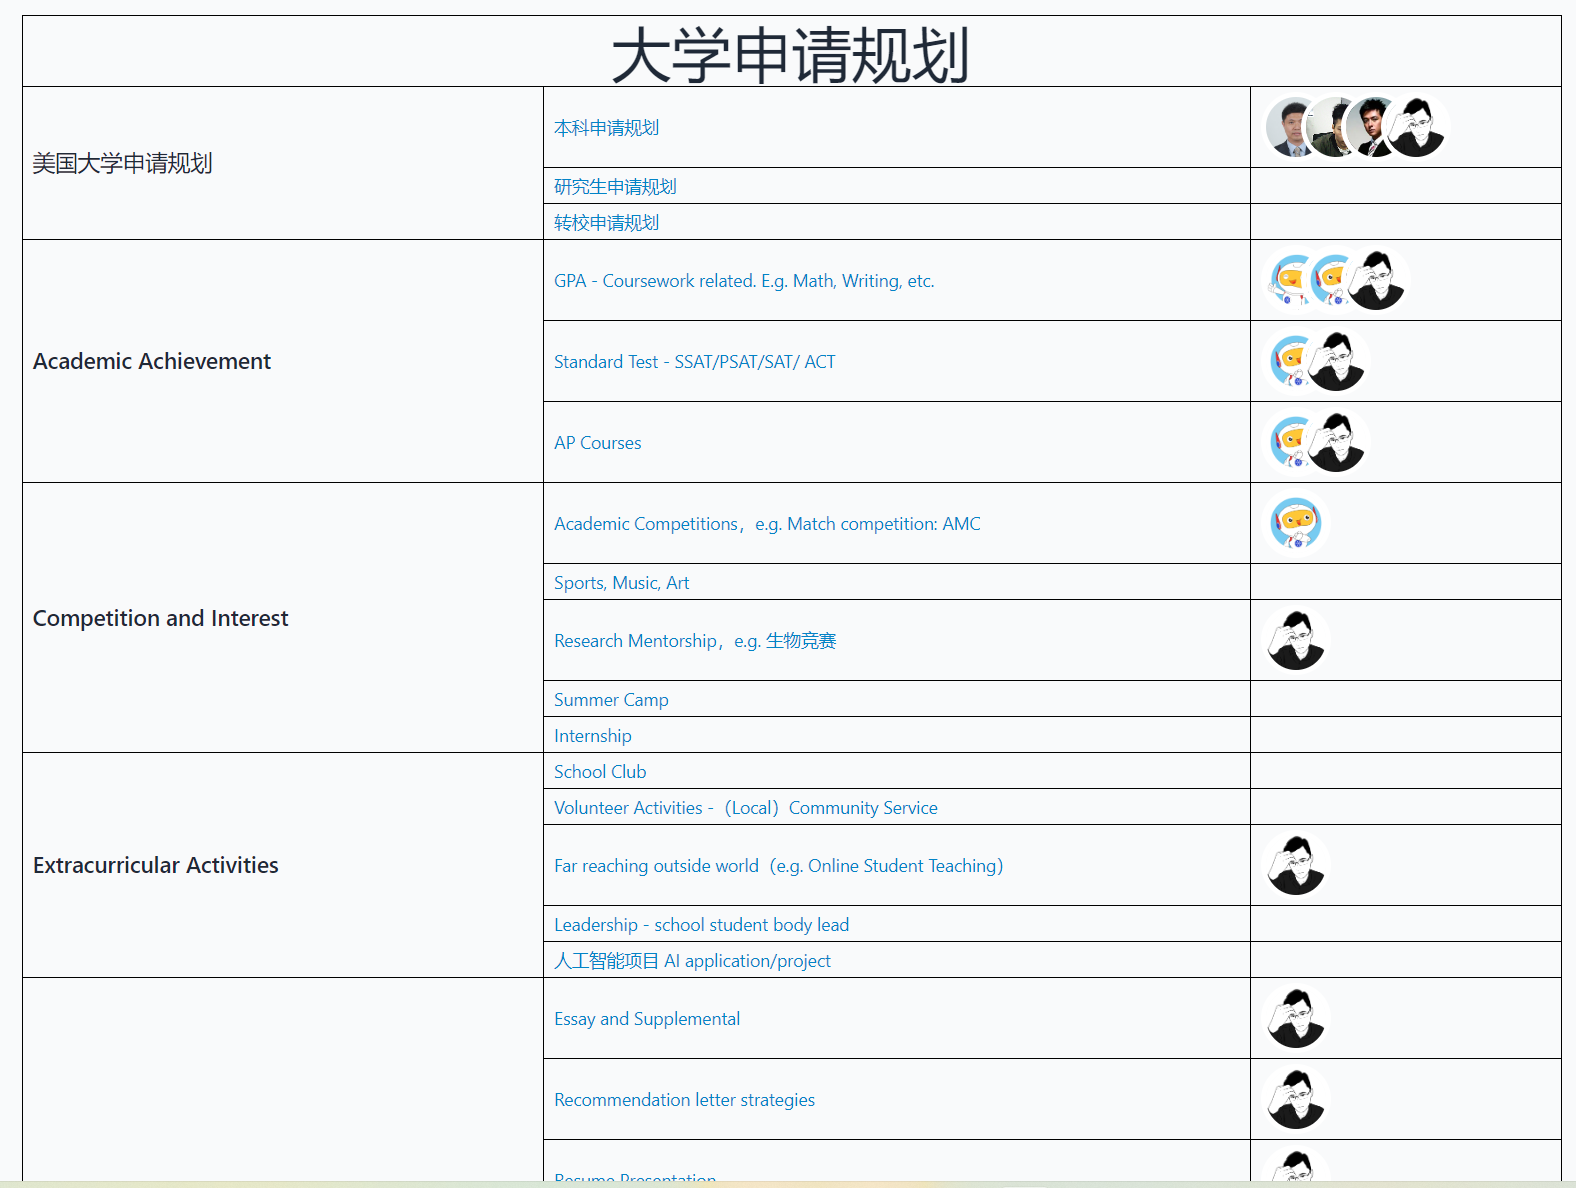 大学申请规划
美国大学申请规划
本科申请规划
研究生申请规划
转校申请规划
Academic Achievement
GPA - Coursework related. E.g. Math, Writing, etc.
Standard Test - SSAT/PSAT/SAT/ ACT
AP Courses
Competition and Interest
Academic Competitions，e.g. Match competition: AMC
Sports, Music, Art
Research Mentorship，e.g. 生物竞赛
Summer Camp
Internship
Extracurricular Activities
School Club
Volunteer Activities -（Local）Community Service
Far reaching outside world（e.g. Online Student Teaching）
Leadership - school student body lead
人工智能项目 AI application/project
Essay and Supplemental
Recommendation letter strategies
Resume Presentation